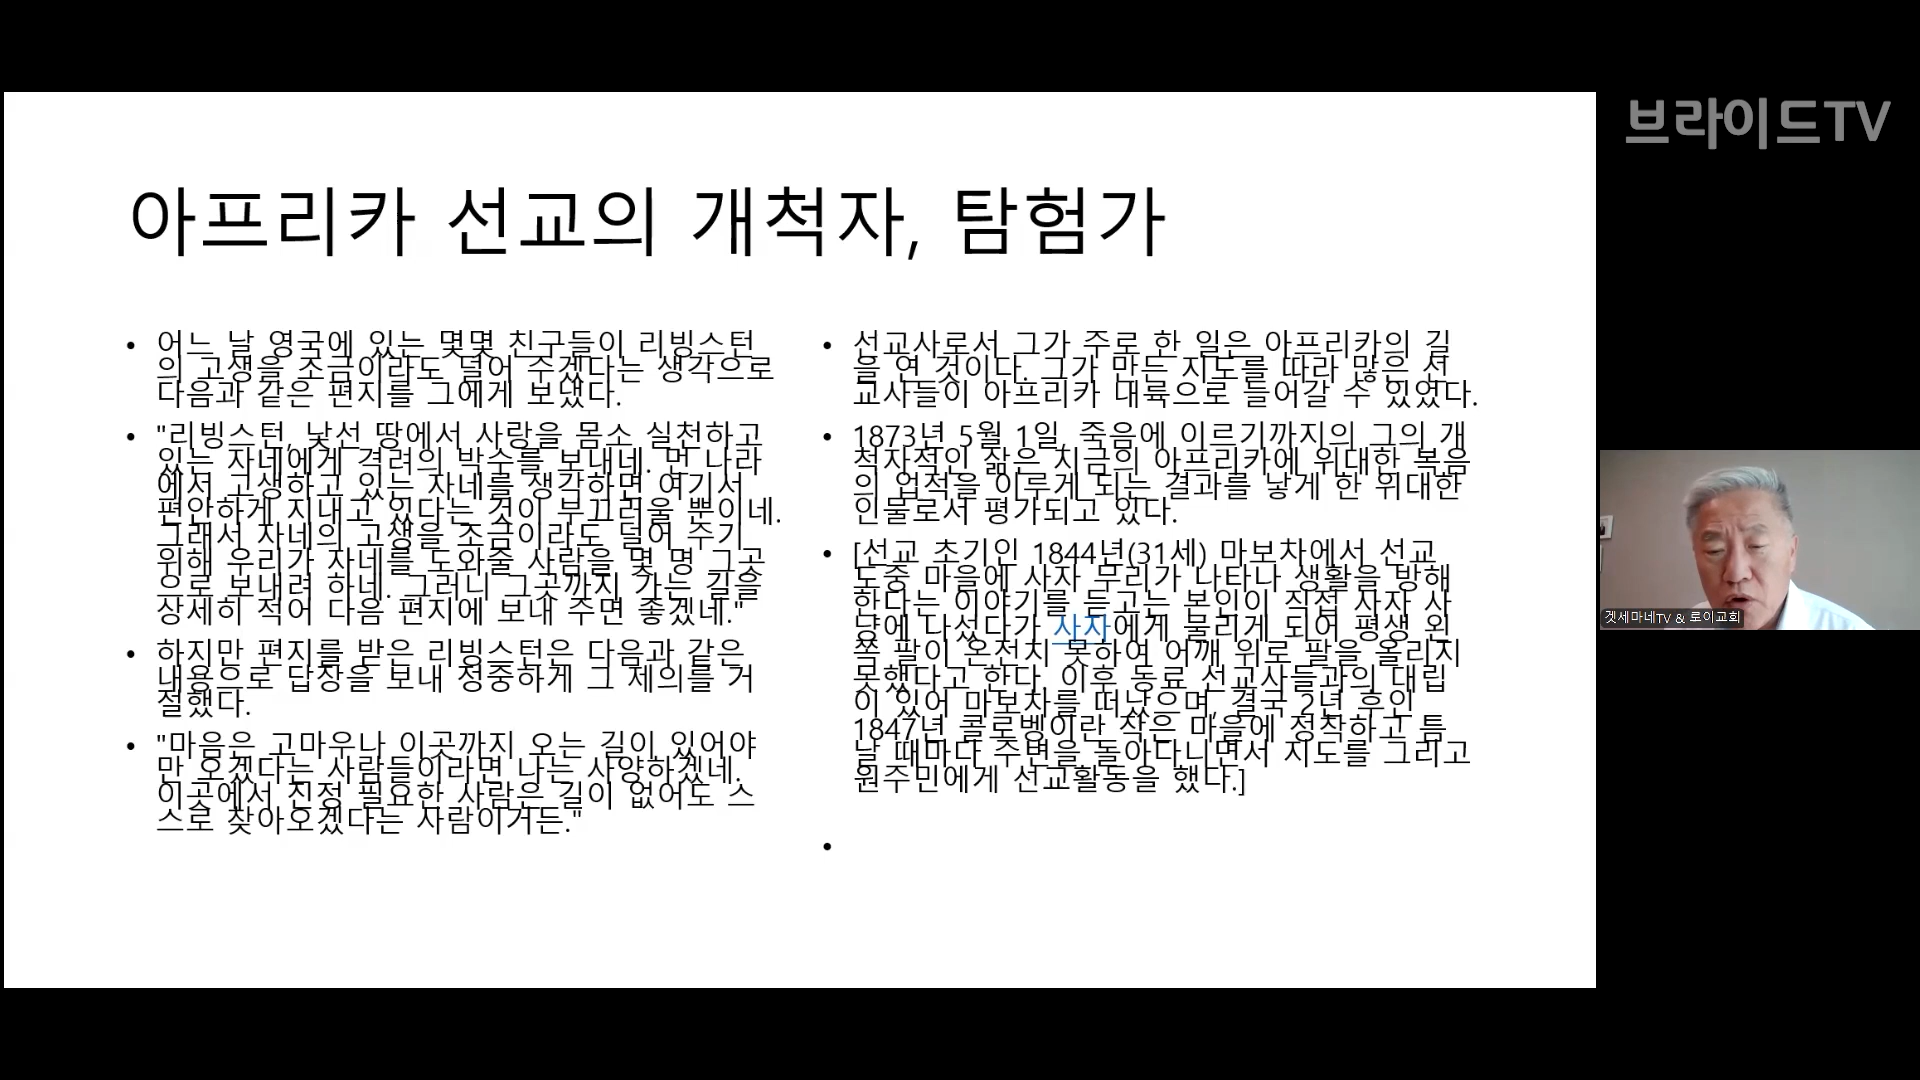 브라이드TV
아프리카 선교의 개척자, 탐험가
• 어느 날 영국에 있는 몇몇 친구들이 리빙스턴
의 고생을 조금이라도 덜어 주겠다는 생각으로
다음과 같은 편지를 그에게 보냈다.
• "리빙스턴, 낯선 땅에서 사랑을 몸소 실천하고
있는 자네에게 격려의 박수를 보내네. 먼 나라
에서 고생하고 있는 자네를 생각하면 여기서
편안하게 지내고 있다는 것이 부끄러울 뿐이네.
그래서 자네의 고생을 조금이라도 덜어 주기
위해 우리가 자네를 도와줄 사람을 몇 명 그곳
으로 보내려 하네. 그러니 그곳까지 가는 길을
상세히 적어 다음 편지에 보내 주면 좋겠네."
• 하지만 편지를 받은 리빙스턴은 다음과 같은
내용으로 답장을 보내 정중하게 그 제의를 거
절했다.
• "마음은 고마우나 이곳까지 오는 길이 있어야
만 오겠다는 사람들이라면 나는 사양하겠네.
이곳에서 진정 필요한 사람은 길이 없어도 스
스로 찾아오겠다는 사람이거든."
• 선교사로서 그가 주로 한 일은 아프리카의 길
을 연 것이다. 그가 만든 지도를 따라 많은 선
교사들이 아프리카 대륙으로 들어갈 수 있었다.
• 1873년 5월 1일, 죽음에 이르기까지의 그의 개
척자적인 삶은 지금의 아프리카에 위대한 복음
의 업적을 이루게 되는 결과를 낳게 한 위대한
인물로서 평가되고 있다.
• [선교 초기인 1844년(31세) 마보차에서 선교
도중 마을에 사자 무리가 나타나 생활을 방해
한다는 이야기를 듣고는 본인이 직접 사자 사
냥에 나섰다가 사자에게 물리게 되어 평생 왼
쪽 팔이 온전치 못하여 어깨 위로 팔을 올리지
못했다고 한다. 이후 동료 선교사들과의 대립
이 있어 마보차를 떠났으며, 결국 2년 후인
1847년 콜로벵이란 작은 마을에 정착하고 틈
날 때마다 주변을 돌아다니면서 지도를 그리고
원주민에게 선교활동을 했다.]
•
겟세마네TV & 로이교회